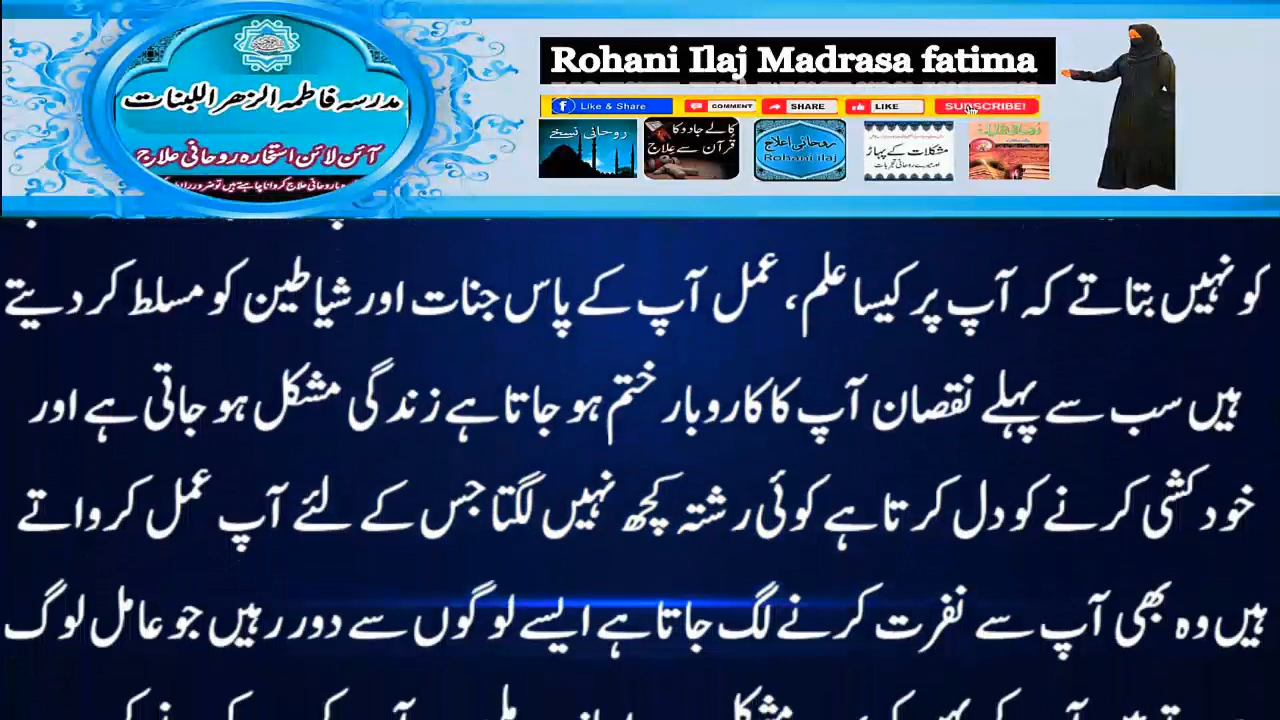 مدرسہ فاطمہ الزھرا للبنات
آئن لائن استخارہ روحانی علاج
Rohani Ilaj Madrasa fatima
Like & Share
COMMENT
SHARE
LIKE
SUBSCRIBE!
روحانی نسخ
کالے جادو کا
قرآن سے علاج
روحانی علاج
Rohani ilaj
مشکلات کے پہاڑ
کو نہیں بتاتے کہ آپ پر کیسا علم، عمل آپ کے پاس جنات اور شیاطین کو مسلط کر دیتے
ہیں سب سے پہلے نقصان آپ کا کاروبار ختم ہو جاتا ہے زندگی مشکل ہو جاتی ہے اور
خودکشی کرنے کو دل کرتا ہے کوئی رشتہ کچھ نہیں لگتا جس کے لئے آپ عمل کرواتے
ہیں وہ بھی آپ سے نفرت کرنے لگ جاتا ہے ایسے لوگوں سے دور رہیں جو عامل لوگ